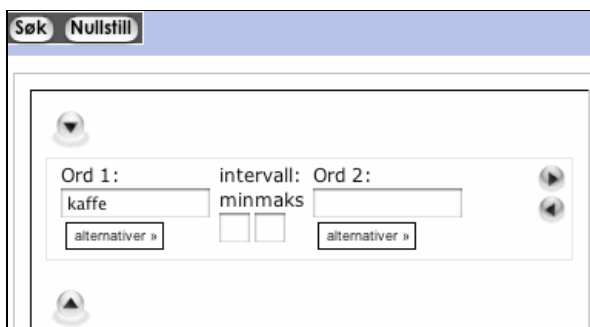 Søk Nullstill
Ord 1: intervall: Ord 2:
kaffe minmaks
alternativer » alternativer »